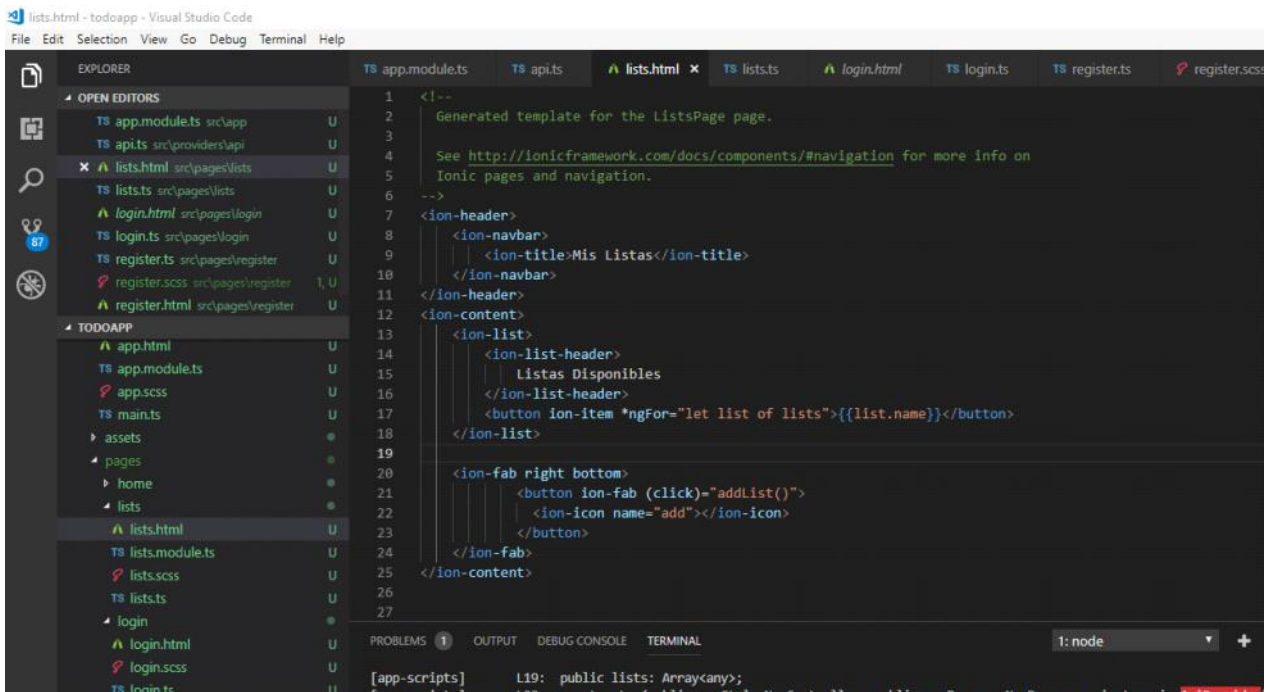 lists.html - todoapp - Visual Studio Code
File Edit Selection View Go Debug Terminal Help
EXPLORER
OPEN EDITORS
TS app.module.ts src\app U
TS api.ts src\providers\api U
lists.html src\pages\lists U
TS lists.ts src\pages\lists U
login.html src\pages\login U
TS login.ts src\pages\login U
TS register.ts src\pages\register U
register.scss src\pages\register 1, U
register.html src\pages\register U
87
TODOAPP
app.html U
TS app.module.ts U
app.scss U
TS main.ts U
assets
pages
home
lists
lists.html U
TS lists.module.ts U
lists.scss U
TS lists.ts U
login
login.html U
login.scss U
TS login.ts U
TS app.module.ts TS api.ts lists.html TS lists.ts login.html TS login.ts TS register.ts register.scss
1 <!--
2 Generated template for the ListsPage page.
3
4 See http://ionicframework.com/docs/components/#navigation for more info on
5 Ionic pages and navigation.
6 -->
7 <ion-header>
8 <ion-navbar>
9 <ion-title>Mis Listas</ion-title>
10 </ion-navbar>
11 </ion-header>
12 <ion-content>
13 <ion-list>
14 <ion-list-header>
15 Listas Disponibles
16 </ion-list-header>
17 <button ion-item *ngFor="let list of lists">{{list.name}}</button>
18 </ion-list>
19
20 <ion-fab right bottom>
21 <button ion-fab (click)="addList()">
22 <ion-icon name="add"></ion-icon>
23 </button>
24 </ion-fab>
25 </ion-content>
26
27
PROBLEMS 1 OUTPUT DEBUG CONSOLE TERMINAL 1: node
[app-scripts] L19: public lists: Array<any>;